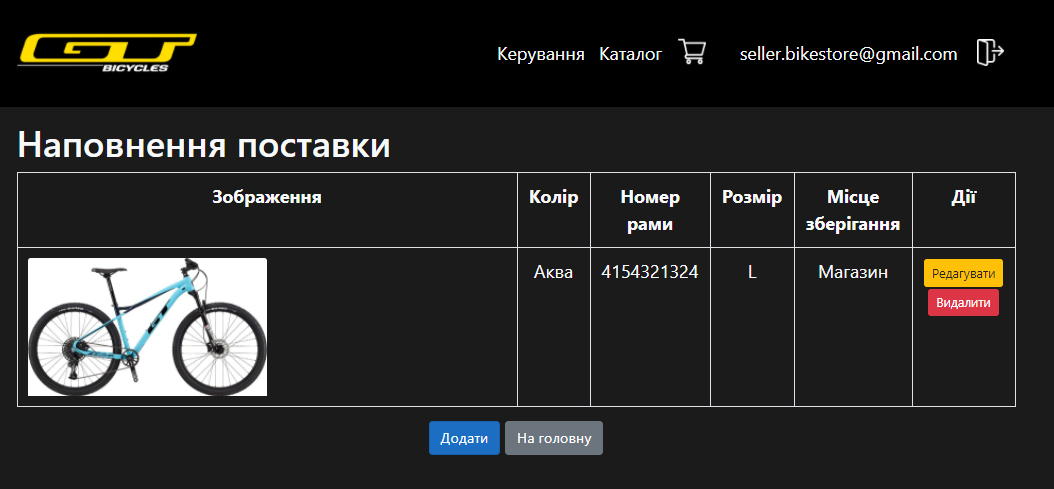 GT
BICYCLES
Керування Каталог seller.bikestore@gmail.com
Наповнення поставки
Зображення Колір Номер рами Розмір Місце зберігання Дії
Аква 4154321324 L Магазин Редагувати
Видалити
Додати На головну